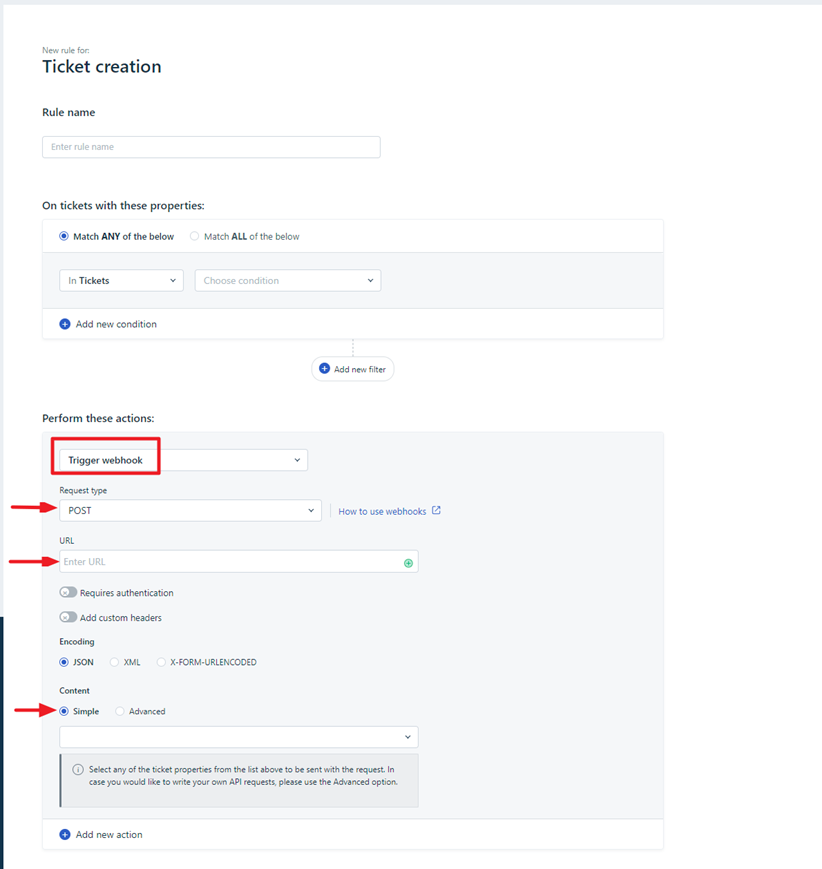 New rule for:
Ticket creation
Rule name
Enter rule name
On tickets with these properties:
Match ANY of the below Match ALL of the below
In Tickets Choose condition
Add new condition
Add new filter
Perform these actions:
Trigger webhook
Request type
POST How to use webhooks
URL
Enter URL
Requires authentication
Add custom headers
Encoding
JSON XML X-FORM-URLENCODED
Content
Simple Advanced
Select any of the ticket properties from the list above to be sent with the request. In
case you would like to write your own API requests, please use the Advanced option.
Add new action